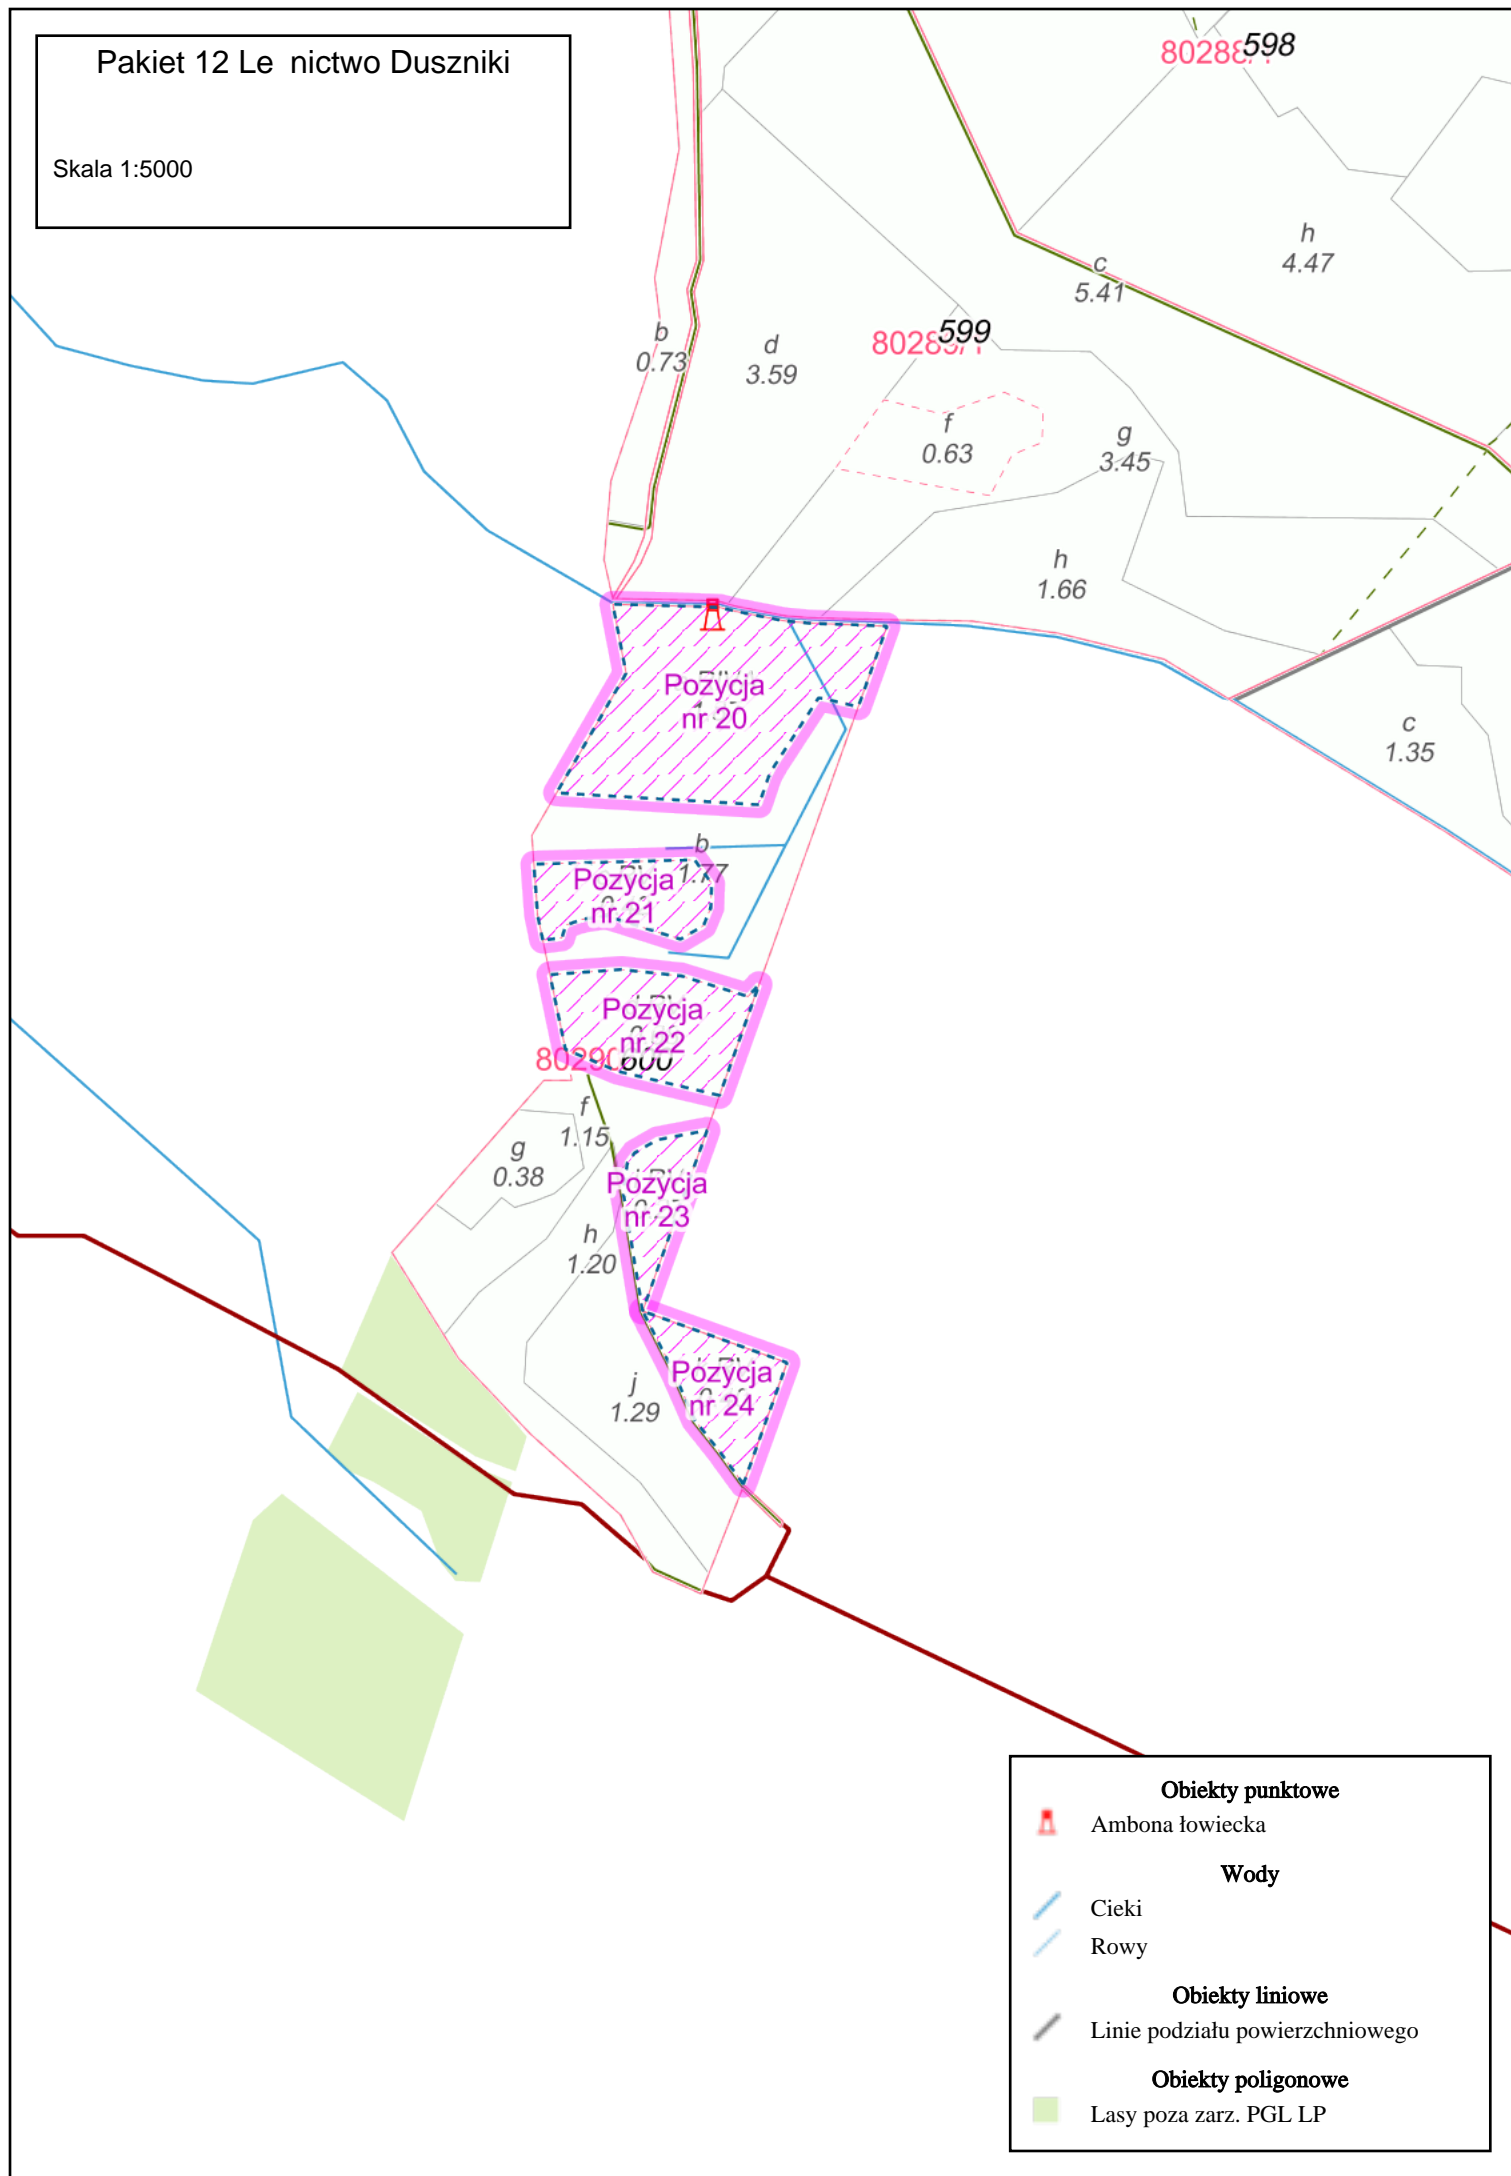 Pakiet 12 Le nictwo Duszniki
Skala 1:5000
598
h
4.47
c
5.41
599
b
0.73
d
3.59
f
0.63
g
3.45
h
1.66
c
1.35
Pozycja
nr 20
b
1.77
Pozycja
nr 21
Pozycja
nr 22
600
f
1.15
g
0.38
Pozycja
nr 23
h
1.20
Pozycja
nr 24
j
1.29
Obiekty punktowe
Ambona łowiecka
Wody
Cieki
Rowy
Obiekty liniowe
Linie podziału powierzchniowego
Obiekty poligonowe
Lasy poza zarz. PGL LP